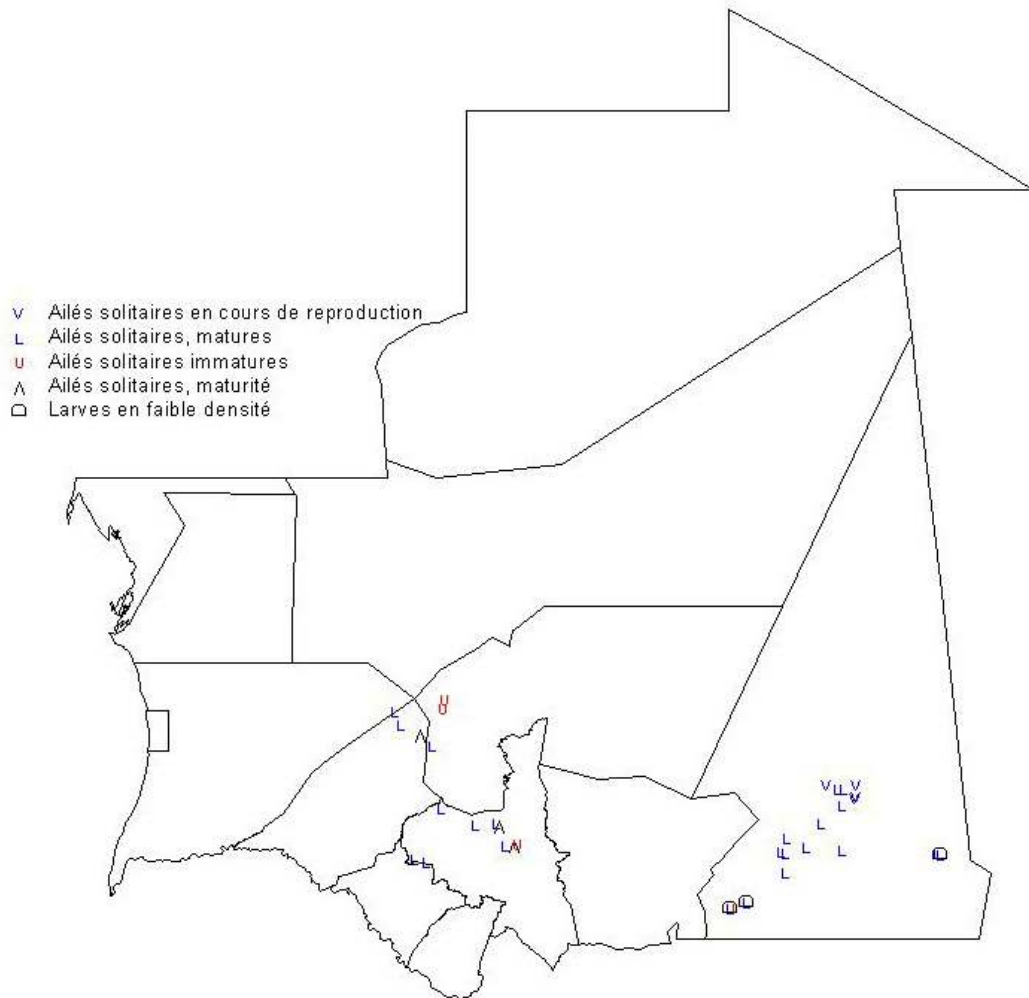 Ailés solitaires en cours de reproduction
Ailés solitaires, matures
Ailés solitaires immatures
Ailés solitaires, maturité
Larves en faible densité